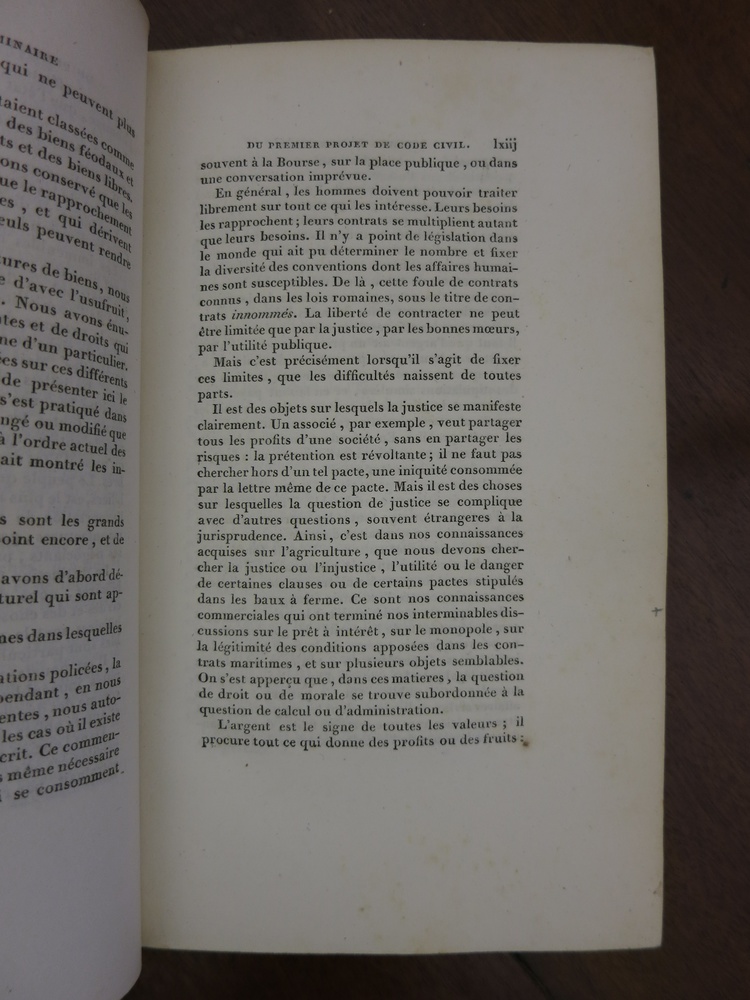 MINAIRE
qui ne peuvent plus
taient classées comme
des biens féodaux et
ts et des biens libres.
ons conservé que les
ue le rapprochement
es , et qui dérivent
euls peuvent rendre
tures de biens, nous
e d'avec l'usufruit,
. Nous avons énu-
tes et de droits qui
ne d'un particulier.
ées sur ces différents
de présenter ici le
s'est pratiqué dans
ngé ou modifié que
à l'ordre actuel des
ait montré les in-
s sont les grands
oint encore, et de
avons d'abord dé-
turel qui sont ap-
nes dans lesquelles
ations policées, la
pendant , en nous
entes , nous auto-
les cas où il existe
crit. Ce commen-
s même nécessaire
i se consomment.
DU PREMIER PROJET DE CODE CIVIL. lxiij
souvent à la Bourse, sur la place publique, ou dans
une conversation imprévue.
En général, les hommes doivent pouvoir traiter
librement sur tout ce qui les intéresse. Leurs besoins
les rapprochent; leurs contrats se multiplient autant
que leurs besoins. Il n'y a point de législation dans
le monde qui ait pu déterminer le nombre et fixer
la diversité des conventions dont les affaires humai-
nes sont susceptibles. De là, cette foule de contrats
connus, dans les lois romaines, sous le titre de con-
trats innommés. La liberté de contracter ne peut
être limitée que par la justice, par les bonnes mœurs,
par l'utilité publique.
Mais c'est précisément lorsqu'il s'agit de fixer
ces limites, que les difficultés naissent de toutes
parts.
Il est des objets sur lesquels la justice se manifeste
clairement. Un associé, par exemple, veut partager
tous les profits d'une société, sans en partager les
risques : la prétention est révoltante; il ne faut pas
chercher hors d'un tel pacte, une iniquité consommée
par la lettre même de ce pacte. Mais il est des choses
sur lesquelles la question de justice se complique
avec d'autres questions, souvent étrangeres à la
jurisprudence. Ainsi, c'est dans nos connaissances
acquises sur l'agriculture, que nous devons cher-
cher la justice ou l'injustice, l'utilité ou le danger
de certaines clauses ou de certains pactes stipulés
dans les baux à ferme. Ce sont nos connaissances
commerciales qui ont terminé nos interminables dis-
cussions sur le prêt à intérêt, sur le monopole, sur
la légitimité des conditions apposées dans les con-
trats maritimes, et sur plusieurs objets semblables.
On s'est apperçu que, dans ces matieres, la question
de droit ou de morale se trouve subordonnée à la
question de calcul ou d'administration.
L'argent est le signe de toutes les valeurs; il
procure tout ce qui donne des profits ou des fruits :